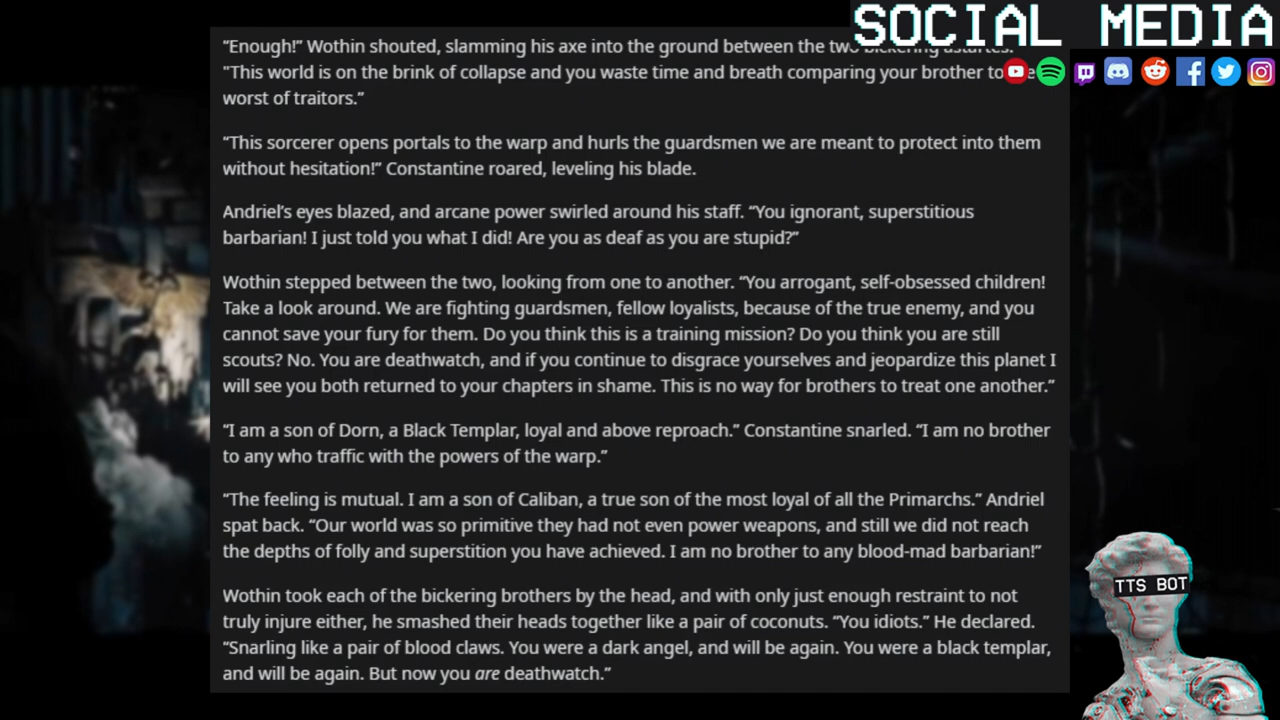 SOCIAL MEDIA
“Enough!” Wothin shouted, slamming his axe into the ground between the two bickering astartes.
"This world is on the brink of collapse and you waste time and breath comparing your brother to
worst of traitors.”
“This sorcerer opens portals to the warp and hurls the guardsmen we are meant to protect into them
without hesitation!” Constantine roared, leveling his blade.
Andriel’s eyes blazed, and arcane power swirled around his staff. “You ignorant, superstitious
barbarian! I just told you what I did! Are you as deaf as you are stupid?”
Wothin stepped between the two, looking from one to another. “You arrogant, self-obsessed children!
Take a look around. We are fighting guardsmen, fellow loyalists, because of the true enemy, and you
cannot save your fury for them. Do you think this is a training mission? Do you think you are still
scouts? No. You are deathwatch, and if you continue to disgrace yourselves and jeopardize this planet I
will see you both returned to your chapters in shame. This is no way for brothers to treat one another.”
“I am a son of Dorn, a Black Templar, loyal and above reproach.” Constantine snarled. “I am no brother
to any who traffic with the powers of the warp.”
“The feeling is mutual. I am a son of Caliban, a true son of the most loyal of all the Primarchs.” Andriel
spat back. “Our world was so primitive they had not even power weapons, and still we did not reach
the depths of folly and superstition you have achieved. I am no brother to any blood-mad barbarian!”
Wothin took each of the bickering brothers by the head, and with only just enough restraint to not
truly injure either, he smashed their heads together like a pair of coconuts. “You idiots.” He declared.
“Snarling like a pair of blood claws. You were a dark angel, and will be again. You were a black templar,
and will be again. But now you are deathwatch.”
TTS BOT